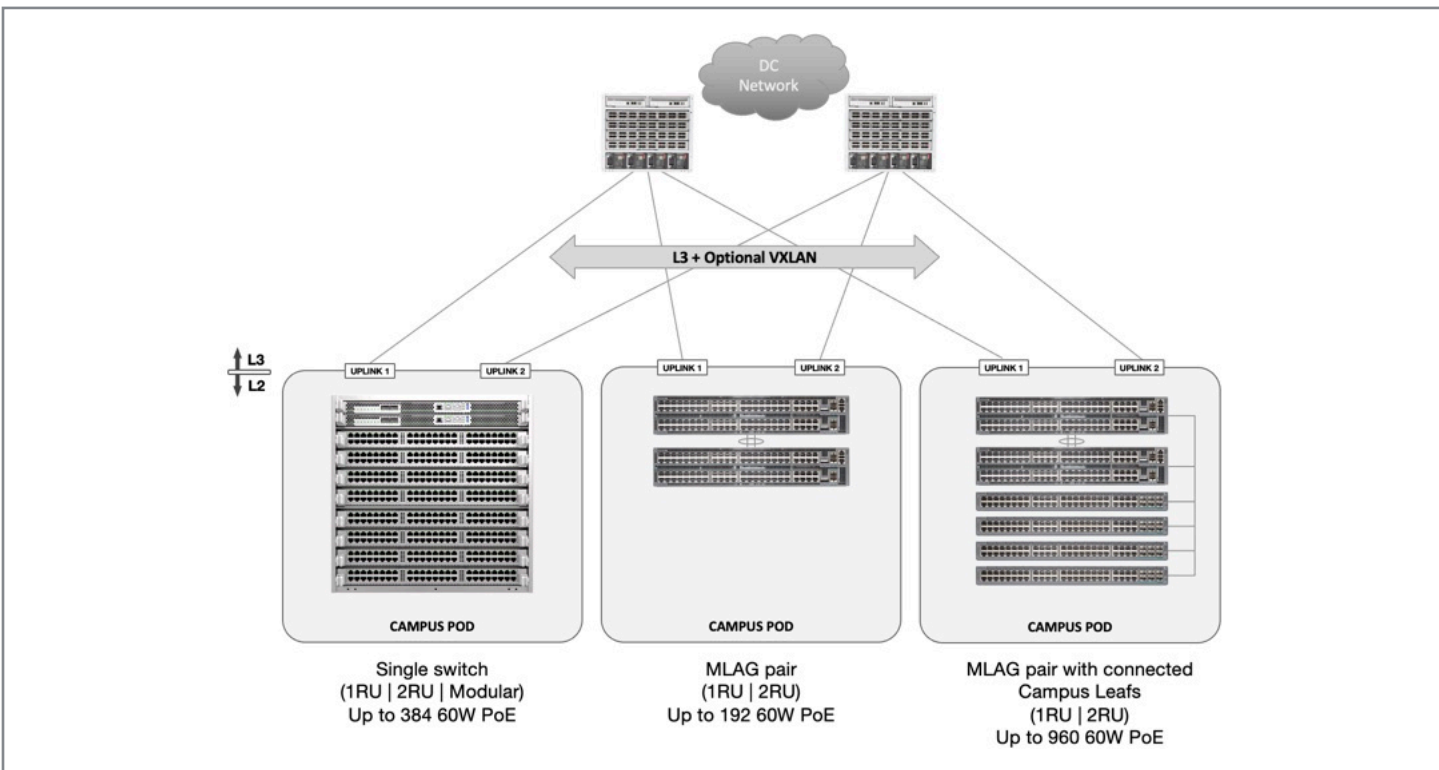 DC
Network
L3 + Optional VXLAN
L3
L2
UPLINK 1
UPLINK 2
UPLINK 1
UPLINK 2
UPLINK 1
UPLINK 2
CAMPUS POD
CAMPUS POD
CAMPUS POD
Single switch
(1RU | 2RU | Modular)
Up to 384 60W PoE
MLAG pair
(1RU | 2RU)
Up to 192 60W PoE
MLAG pair with connected
Campus Leafs
(1RU | 2RU)
Up to 960 60W PoE